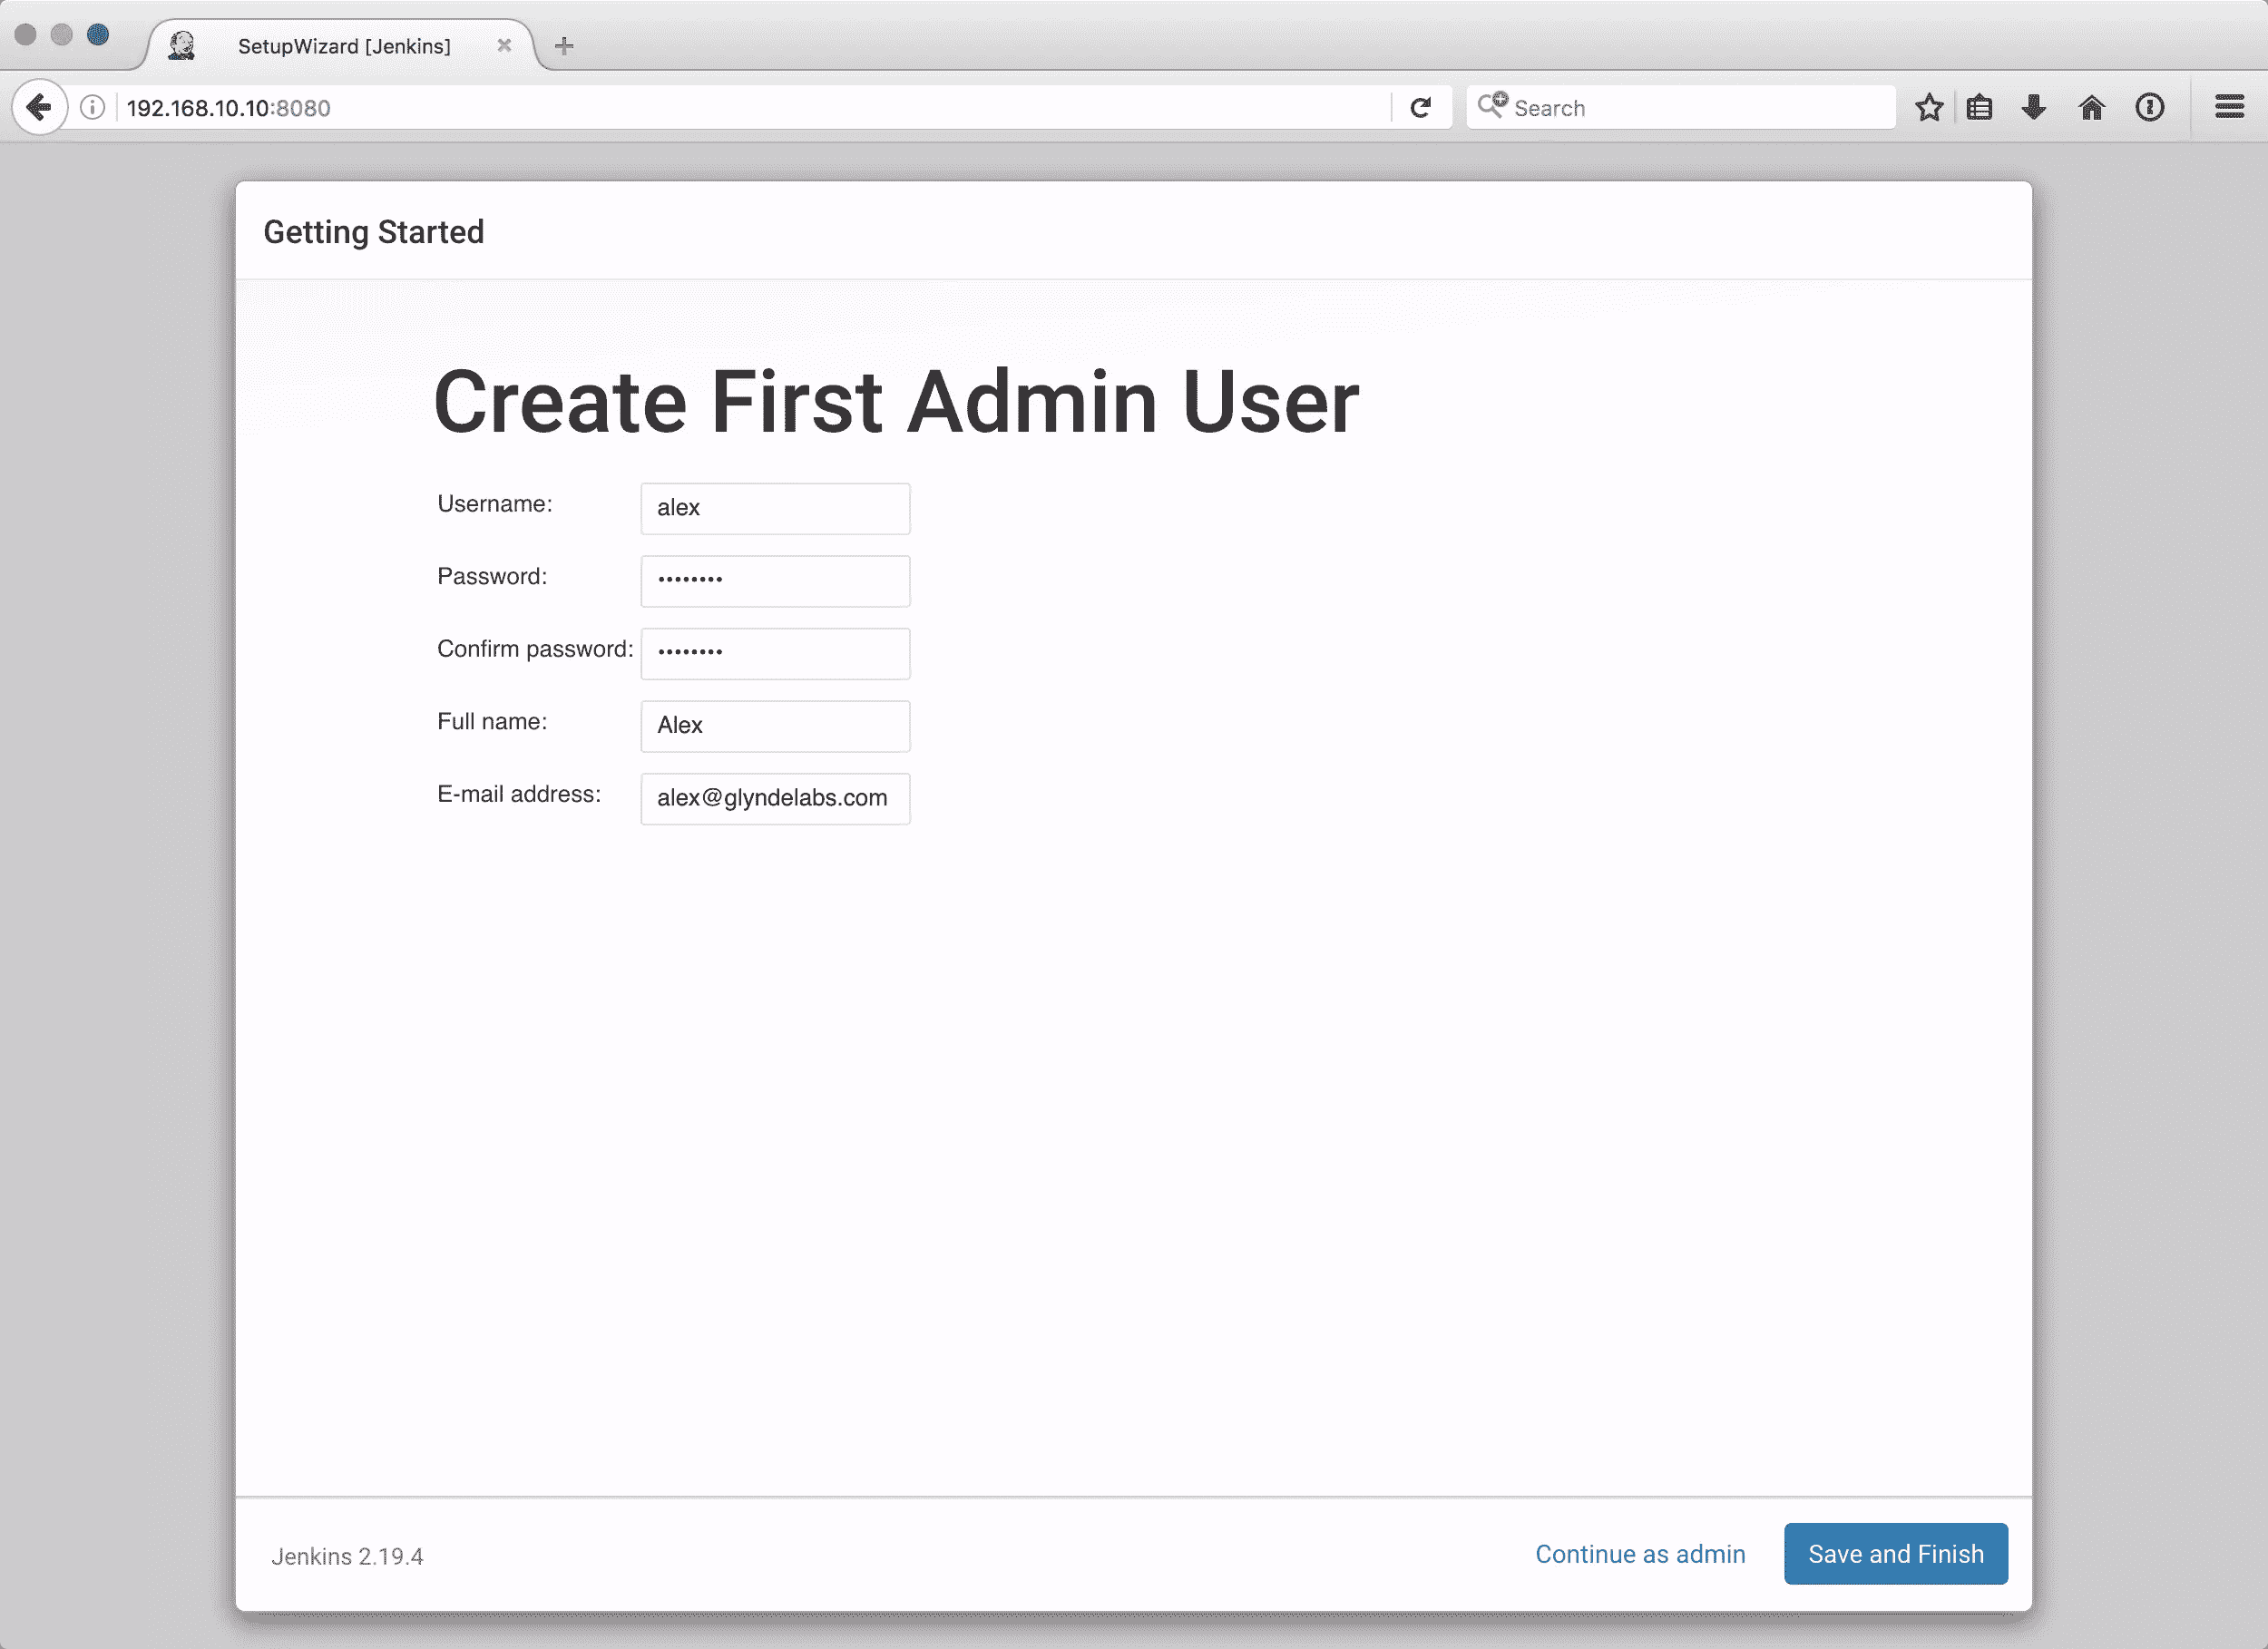 SetupWizard [Jenkins]
192.168.10.10:8080
Search
Getting Started
Create First Admin User
Username: alex
Password: ••••••••
Confirm password: ••••••••
Full name: Alex
E-mail address: alex@glyndelabs.com
Jenkins 2.19.4
Continue as admin
Save and Finish